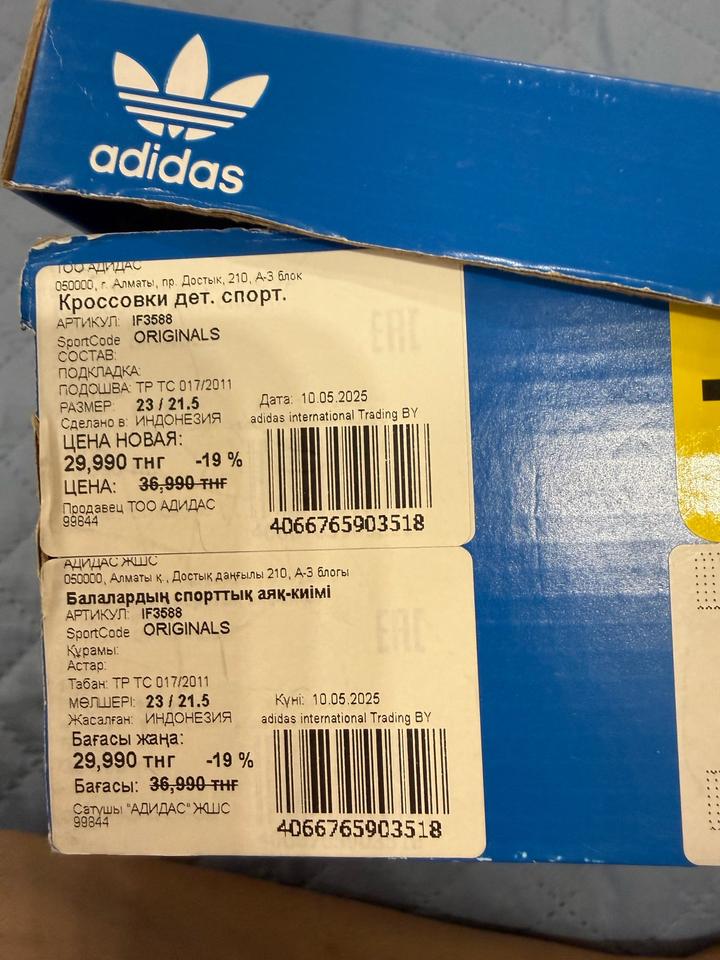 adidas
ТОО АДИДАС
050000, г. Алматы, пр. Достык, 210, А-3 блок
Кроссовки дет. спорт.
АРТИКУЛ: IF3588
SportCode ORIGINALS
СОСТАВ:
ПОДКЛАДКА:
ПОДОШВА: ТР ТС 017/2011
РАЗМЕР: 23 / 21.5
Дата: 10.05.2025
Сделано в: ИНДОНЕЗИЯ
adidas international Trading BY
ЦЕНА НОВАЯ:
29,990 ТНГ -19 %
ЦЕНА: 36,990 ТНГ
Продавец ТОО АДИДАС
99844
4066765903518
EAC
АДИДАС ЖШС
050000, Алматы қ., Достык даңғылы 210, А-3 блогы
Балалардың спорттық аяқ-киімі
АРТИКУЛ: IF3588
SportCode ORIGINALS
Құрамы:
Астар:
Табан: ТР ТС 017/2011
МӨЛШЕРІ: 23 / 21.5
Күні: 10.05.2025
Жасалған: ИНДОНЕЗИЯ
adidas international Trading BY
Бағасы жаңа:
29,990 ТНГ -19 %
Бағасы: 36,990 ТНГ
Сатушы "АДИДАС" ЖШС
99844
4066765903518
EAC